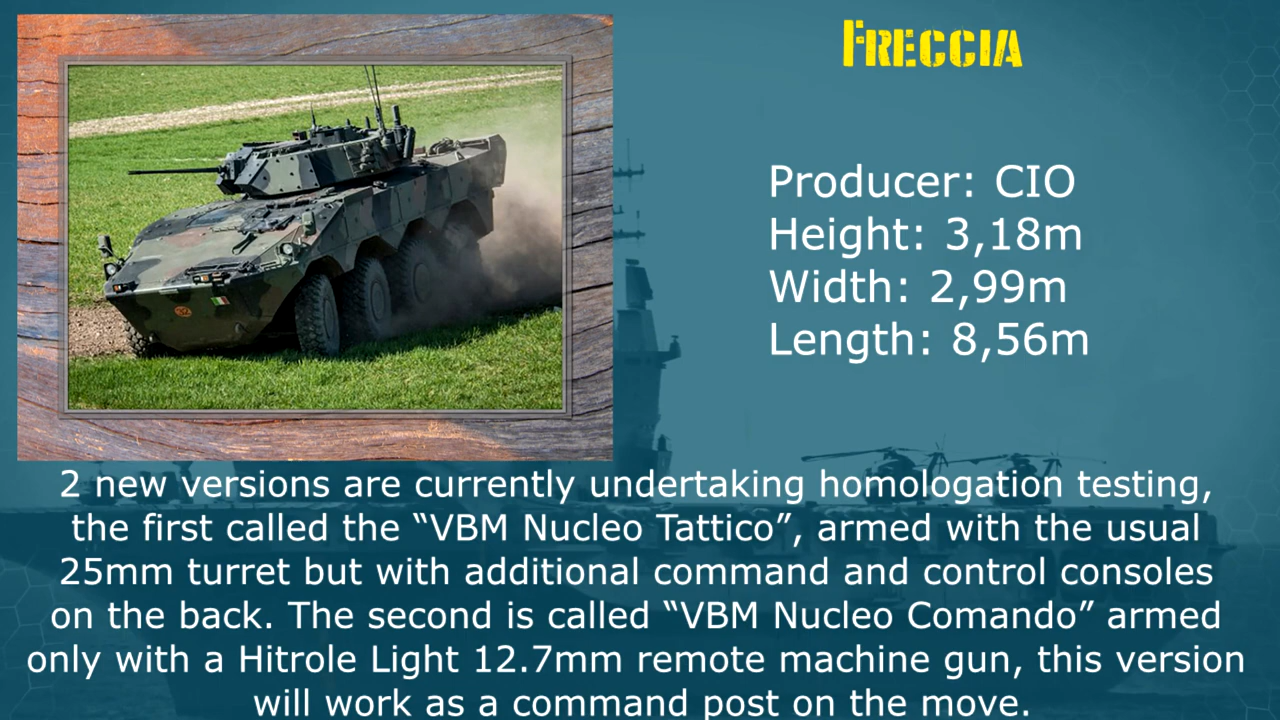 Freccia
Producer: CIO
Height: 3,18m
Width: 2,99m
Length: 8,56m
2 new versions are currently undertaking homologation testing,
the first called the “VBM Nucleo Tattico”, armed with the usual
25mm turret but with additional command and control consoles
on the back. The second is called “VBM Nucleo Comando” armed
only with a Hitrole Light 12.7mm remote machine gun, this version
will work as a command post on the move.